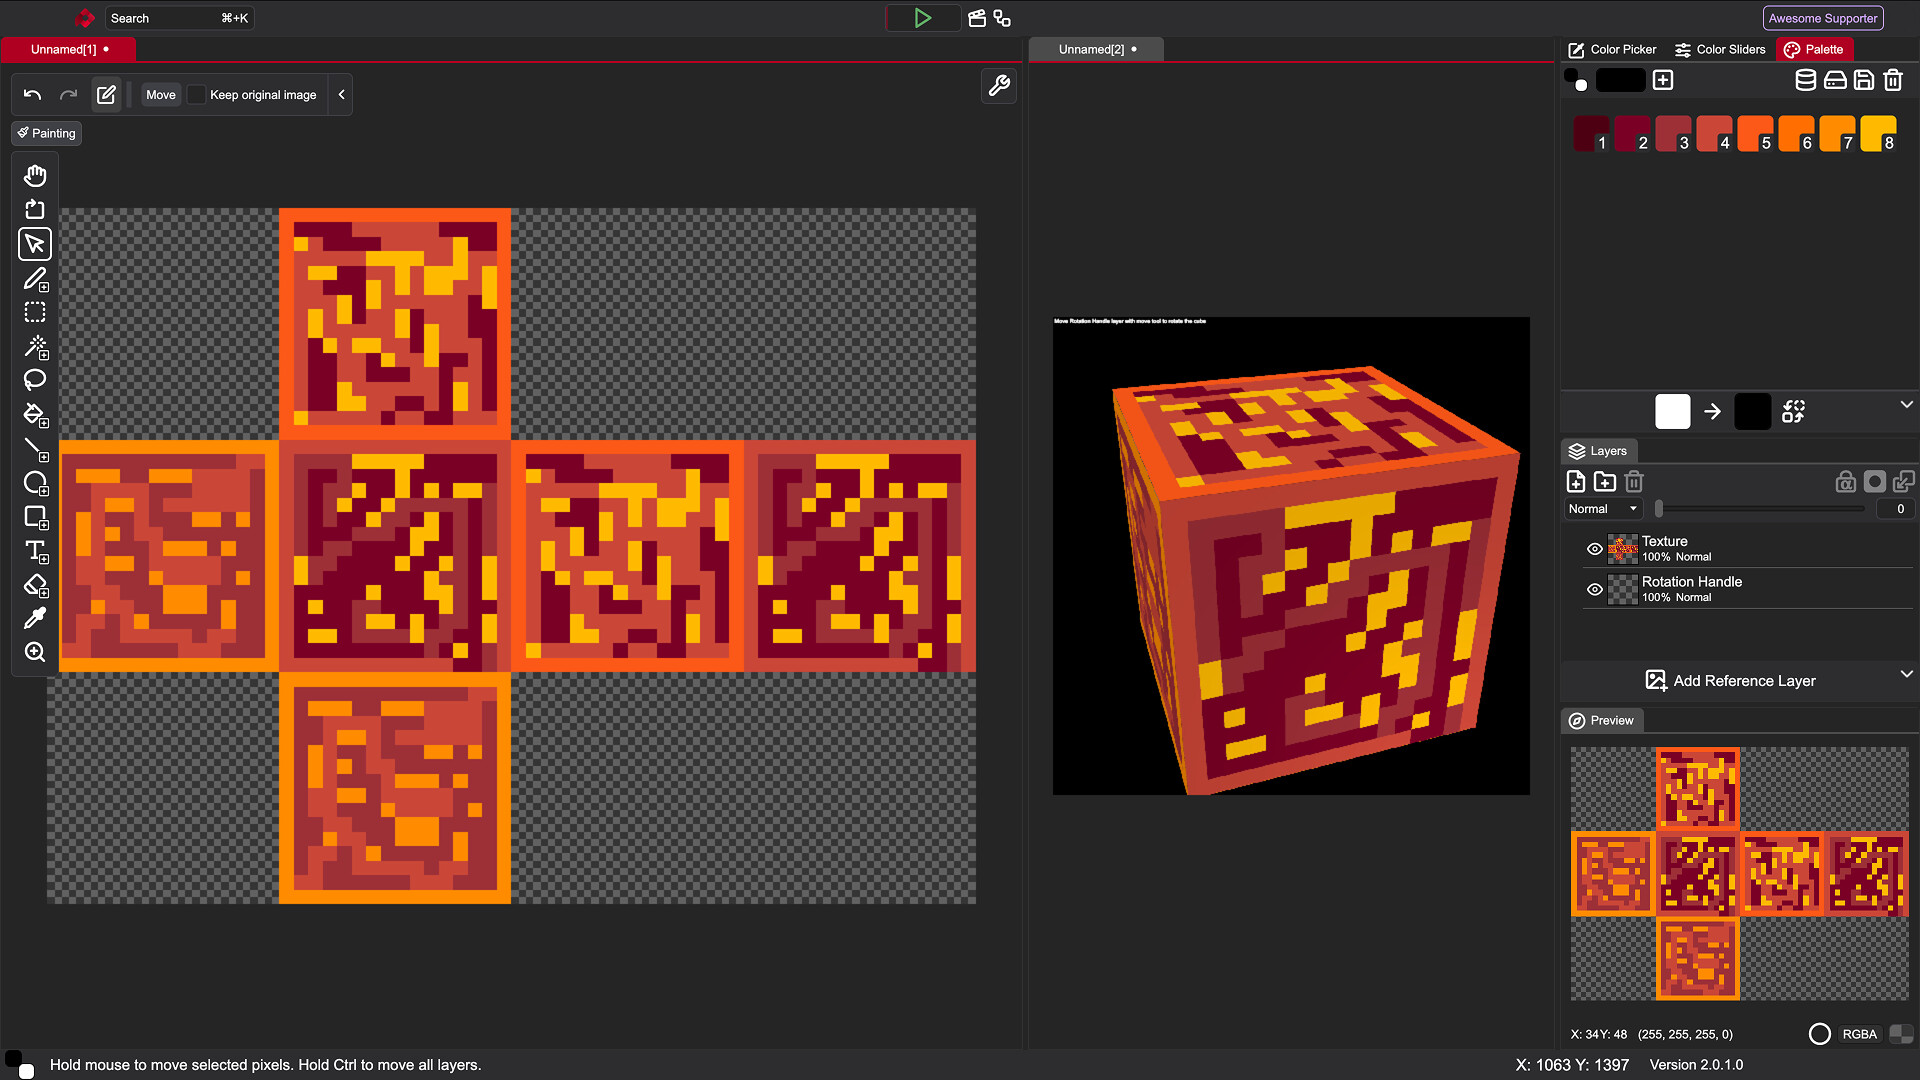 Search ⌘+K
Awesome Supporter
Unnamed[1] •
Unnamed[2] •
Color Picker
Color Sliders
Palette
Move
Keep original image
Painting
1 2 3 4 5 6 7 8
Move Rotation Handle layer with move tool to rotate the cube
Layers
Normal
0
Texture
100% Normal
Rotation Handle
100% Normal
Add Reference Layer
Preview
X: 34 Y: 48 (255, 255, 255, 0)
RGBA
Hold mouse to move selected pixels. Hold Ctrl to move all layers.
X: 1063 Y: 1397
Version 2.0.1.0